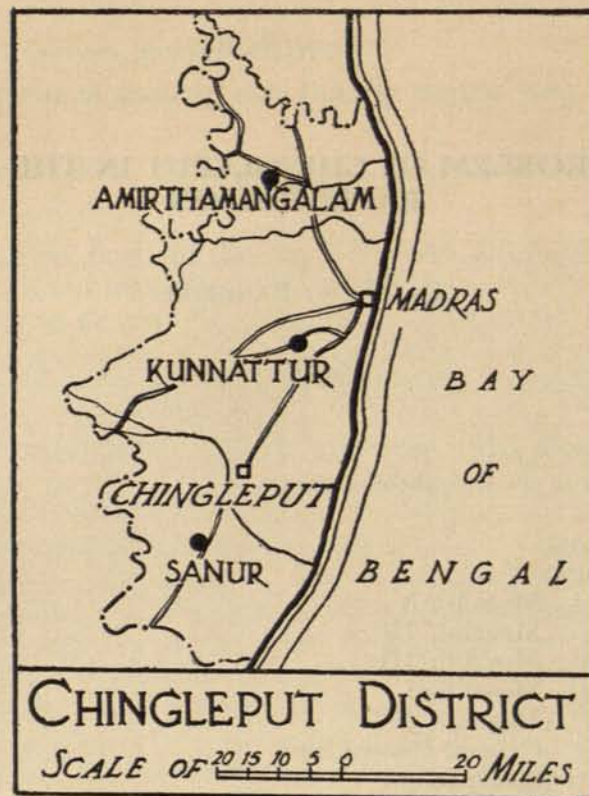 AMIRTHAMANGALAM
MADRAS
KUNNATTUR
BAY
CHINGLEPUT
OF
SANUR
BENGAL
CHINGLEPUT DISTRICT
SCALE OF 20 15 10 5 0 20 MILES